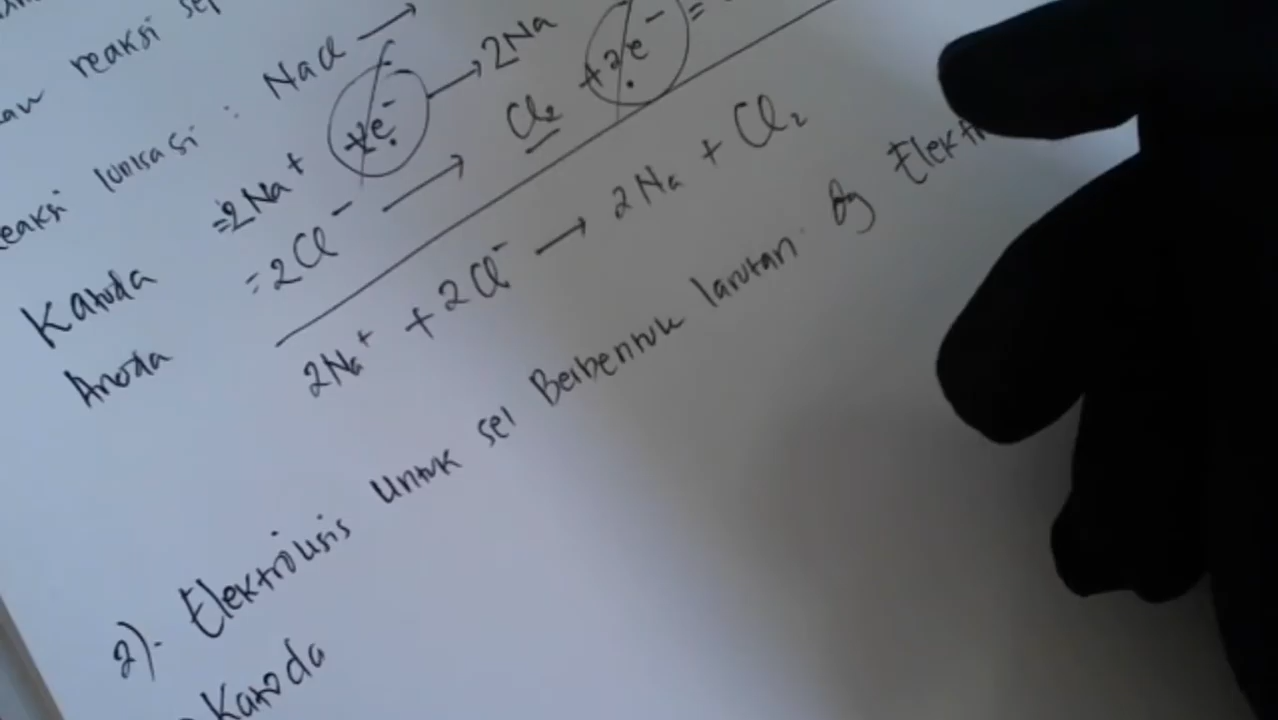 reaksi
reaksi Ionisasi : NaCl →
Katoda = 2Na+ + 2e- → 2Na
Anoda = 2Cl- → Cl2 + 2e- =
2Na+ + 2Cl- → 2Na + Cl2
2). Elektrolisis untuk sel Berbentuk larutan dg
Katoda